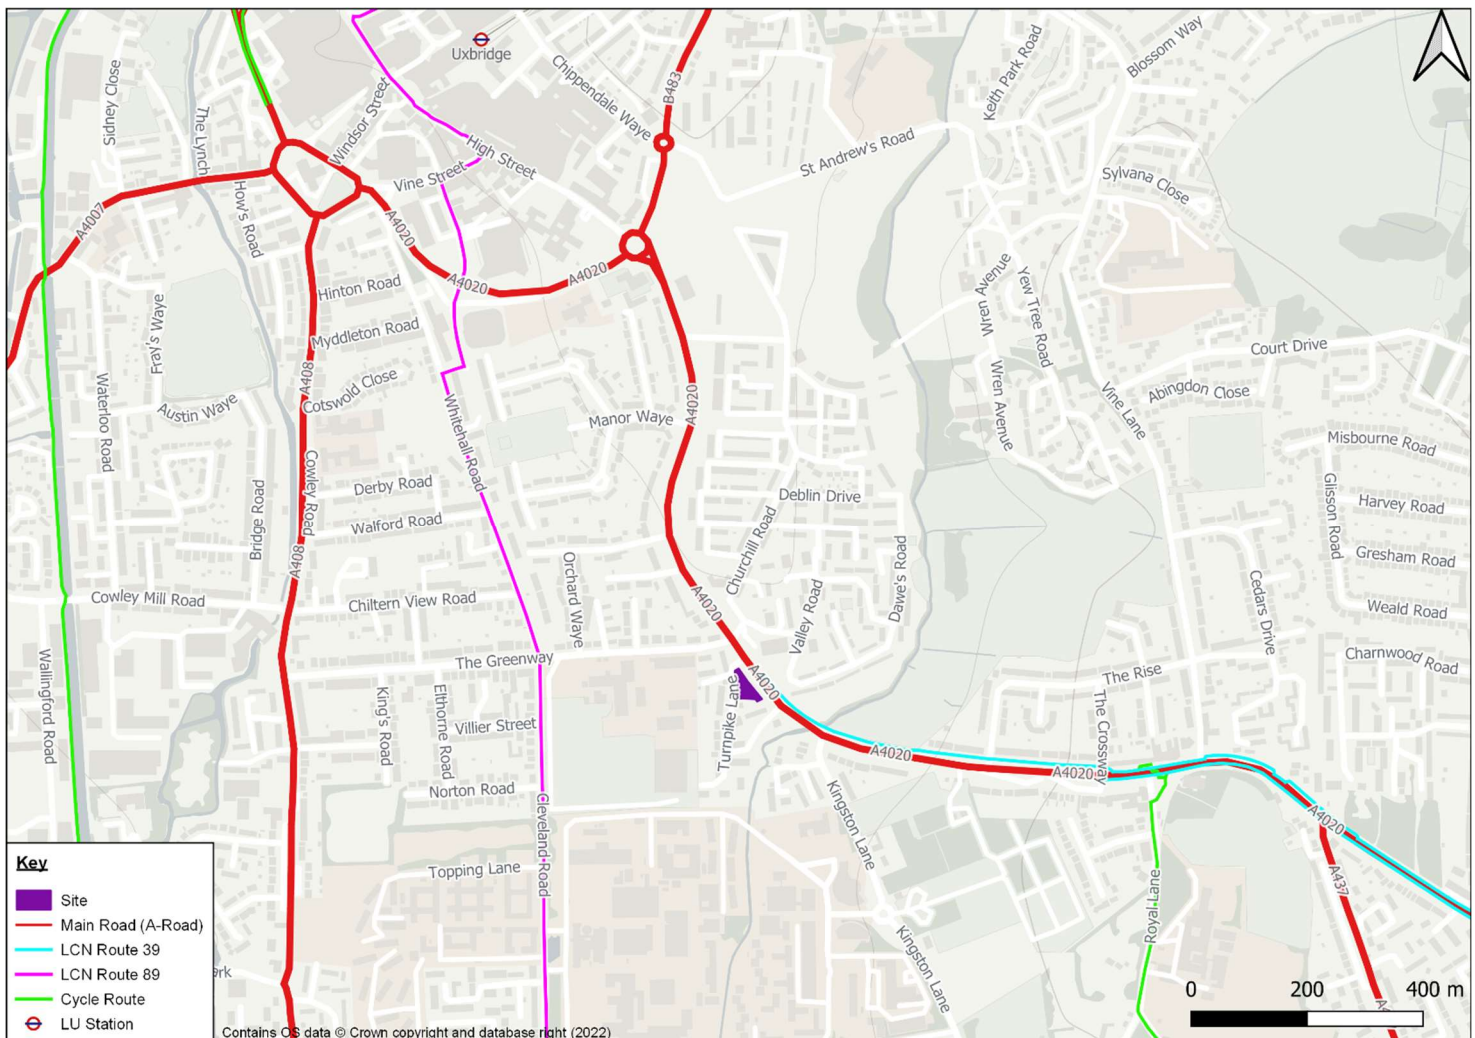 Uxbridge
Chippendale Waye
B483
Keith Park Road
Blossom Way
Sidney Close
The Lynch
Windsor Street
High Street
St Andrew's Road
Vine Street
Sylvana Close
How's Road
A4007
A4020
A4020
A4020
Hinton Road
Wren Avenue
Yew Tree Road
Fray's Waye
Myddleton Road
Court Drive
A408
Cotswold Close
Abingdon Close
Wren Avenue
Vine Lane
Waterloo Road
Austin Waye
Whitehall Road
Manor Waye
A4020
Misbourne Road
Cowley Road
Derby Road
Deblin Drive
Glisson Road
Harvey Road
Bridge Road
Walford Road
Churchill Road
A408
Orchard Waye
Dawe's Road
Gresham Road
Cowley Mill Road
Chiltern View Road
A4020
Valley Road
Cedars Drive
Weald Road
Wallingford Road
The Greenway
Charnwood Road
A4020
The Rise
King's Road
Elthorne Road
Villier Street
Turnpike Lane
The Crossway
A4020
A4020
Norton Road
Cleveland Road
Kingston Lane
A4020
Topping Lane
A437
Royal Lane
Kingston Lane
Key
Site
Main Road (A-Road)
LCN Route 39
LCN Route 89
Cycle Route
LU Station
0 200 400 m
Contains OS data © Crown copyright and database right (2022)